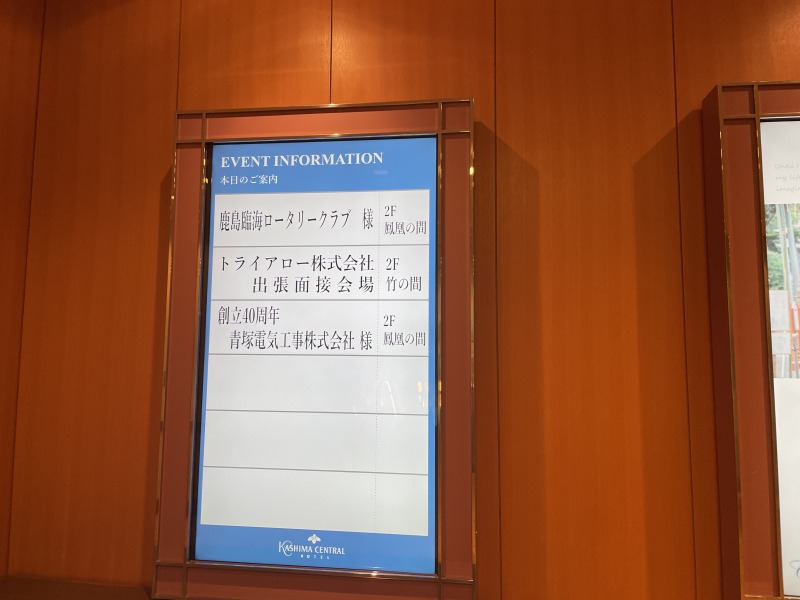 EVENT INFORMATION
本日のご案内
鹿島臨海ロータリークラブ 様
2F
鳳凰の間
トライアロー株式会社
出張面接会場
2F
竹の間
創立40周年
青塚電気工事株式会社 様
2F
鳳凰の間
KASHIMA CENTRAL
HOTEL